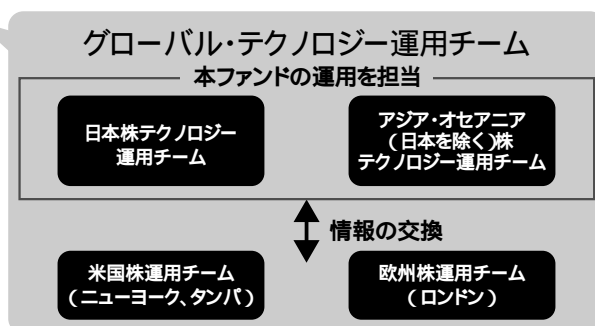 グローバル・テクノロジー運用チーム
本ファンドの運用を担当
日本株テクノロジー
運用チーム
アジア・オセアニア
(日本を除く)株
テクノロジー運用チーム
情報の交換
米国株運用チーム
(ニューヨーク、タンパ)
欧州株運用チーム
(ロンドン)